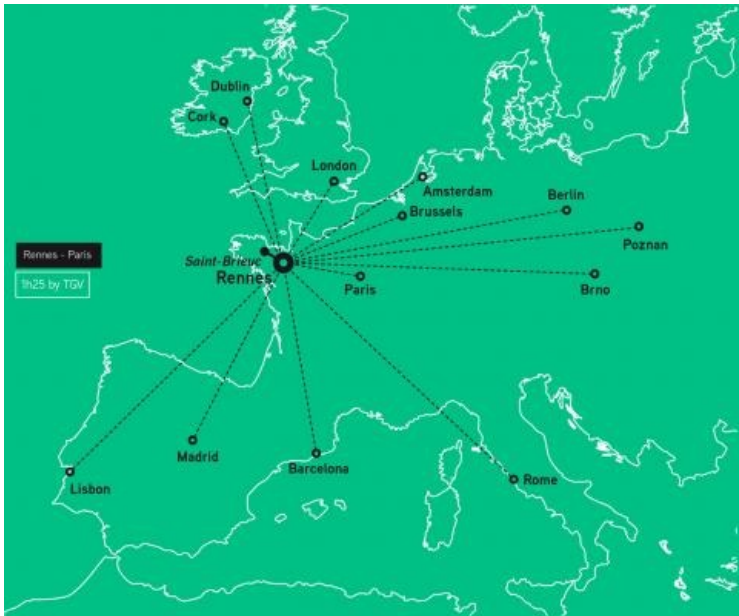 Dublin
Cork
London
Amsterdam
Brussels
Berlin
Poznan
Rennes - Paris
1h25 by TGV
Saint-Brieuc
Rennes
Paris
Brno
Madrid
Barcelona
Lisbon
Rome